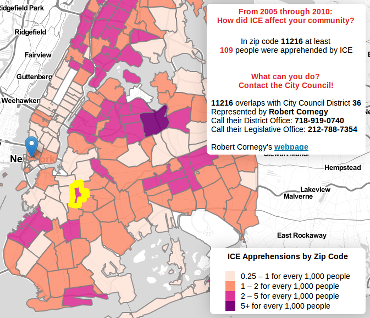 idgefield Park
Ridgefield
Fairview
Guttenberg
Weehawken
Ne
From 2005 through 2010:
How did ICE affect your community?
In zip code 11216 at least
109 people were apprehended by ICE
What can you do?
Contact the City Council!
11216 overlaps with City Council District 36
Represented by Robert Cornegy
Call their District Office: 718-919-0740
Call their Legislative Office: 212-788-7354
Robert Cornegy's webpage
Hempstead
Lakeview
Malverne
East Rockaway
ICE Apprehensions by Zip Code
0.25 – 1 for every 1,000 people
1 – 2 for every 1,000 people
2 – 5 for every 1,000 people
5+ for every 1,000 people